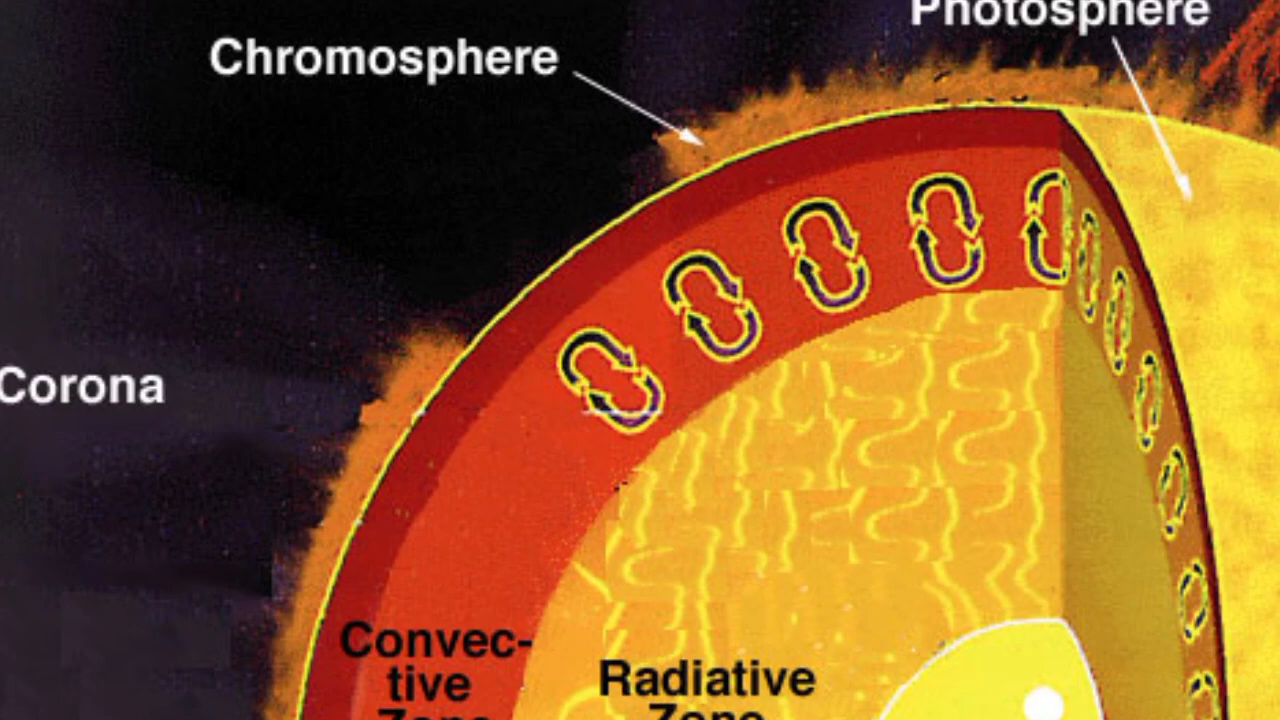 Photosphere
Chromosphere
Corona
Convec-
tive
Zone
Radiative
Zone